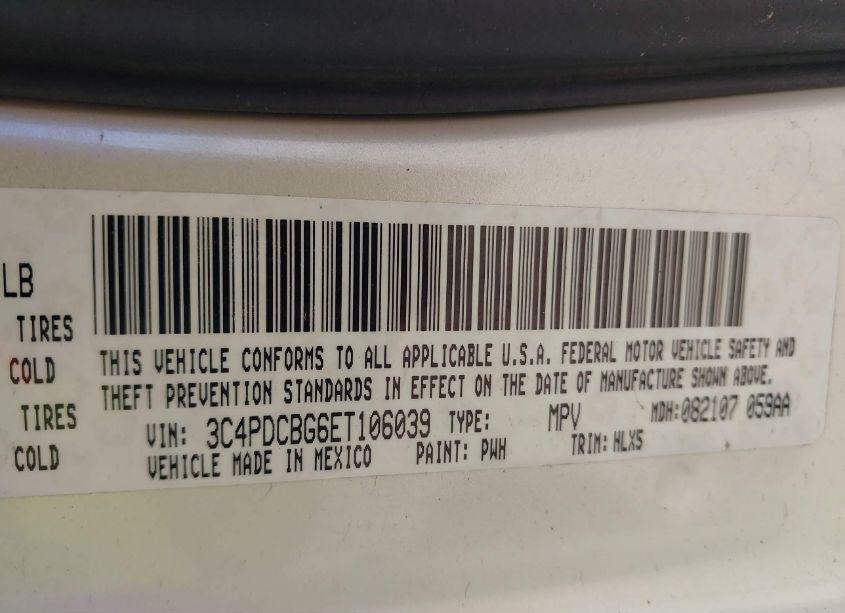 LB
TIRES
COLD
TIRES
COLD
THIS VEHICLE CONFORMS TO ALL APPLICABLE U.S.A. FEDERAL MOTOR VEHICLE SAFETY AND
THEFT PREVENTION STANDARDS IN EFFECT ON THE DATE OF MANUFACTURE SHOWN ABOVE.
VIN: 3C4PDCBG6ET106039 TYPE: MPV MDH:082107 059AA
VEHICLE MADE IN MEXICO PAINT: PWH TRIM: HLX5